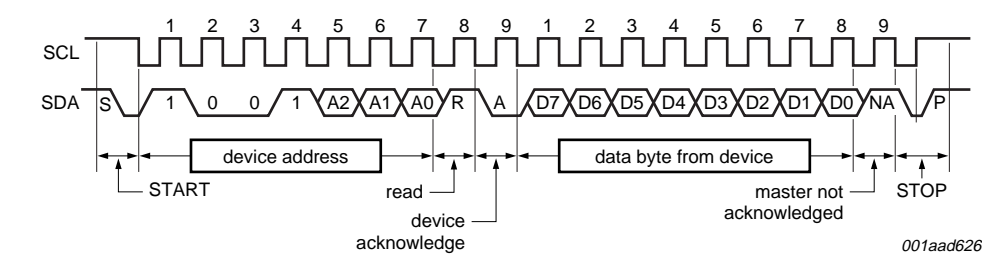 1 2 3 4 5 6 7 8 9 1 2 3 4 5 6 7 8 9
SCL
SDA S 1 0 0 1 A2 A1 A0 R A D7 D6 D5 D4 D3 D2 D1 D0 NA P
device address data byte from device
START read master not STOP
device acknowledged
acknowledge
001aad626